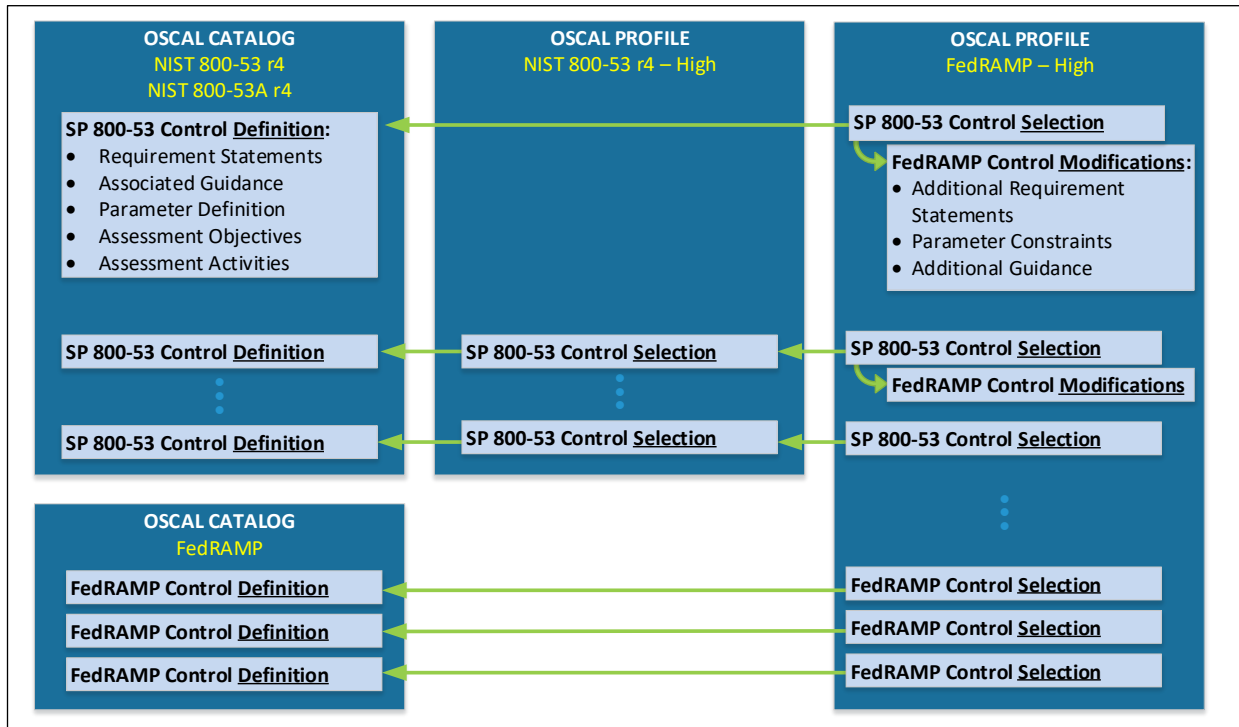 OSCAL CATALOG
NIST 800-53 r4
NIST 800-53A r4
SP 800-53 Control Definition:
• Requirement Statements
• Associated Guidance
• Parameter Definition
• Assessment Objectives
• Assessment Activities
SP 800-53 Control Definition
SP 800-53 Control Definition
OSCAL PROFILE
NIST 800-53 r4 – High
SP 800-53 Control Selection
SP 800-53 Control Selection
OSCAL PROFILE
FedRAMP – High
SP 800-53 Control Selection
FedRAMP Control Modifications:
• Additional Requirement
Statements
• Parameter Constraints
• Additional Guidance
SP 800-53 Control Selection
FedRAMP Control Modifications
SP 800-53 Control Selection
FedRAMP Control Selection
FedRAMP Control Selection
FedRAMP Control Selection
OSCAL CATALOG
FedRAMP
FedRAMP Control Definition
FedRAMP Control Definition
FedRAMP Control Definition